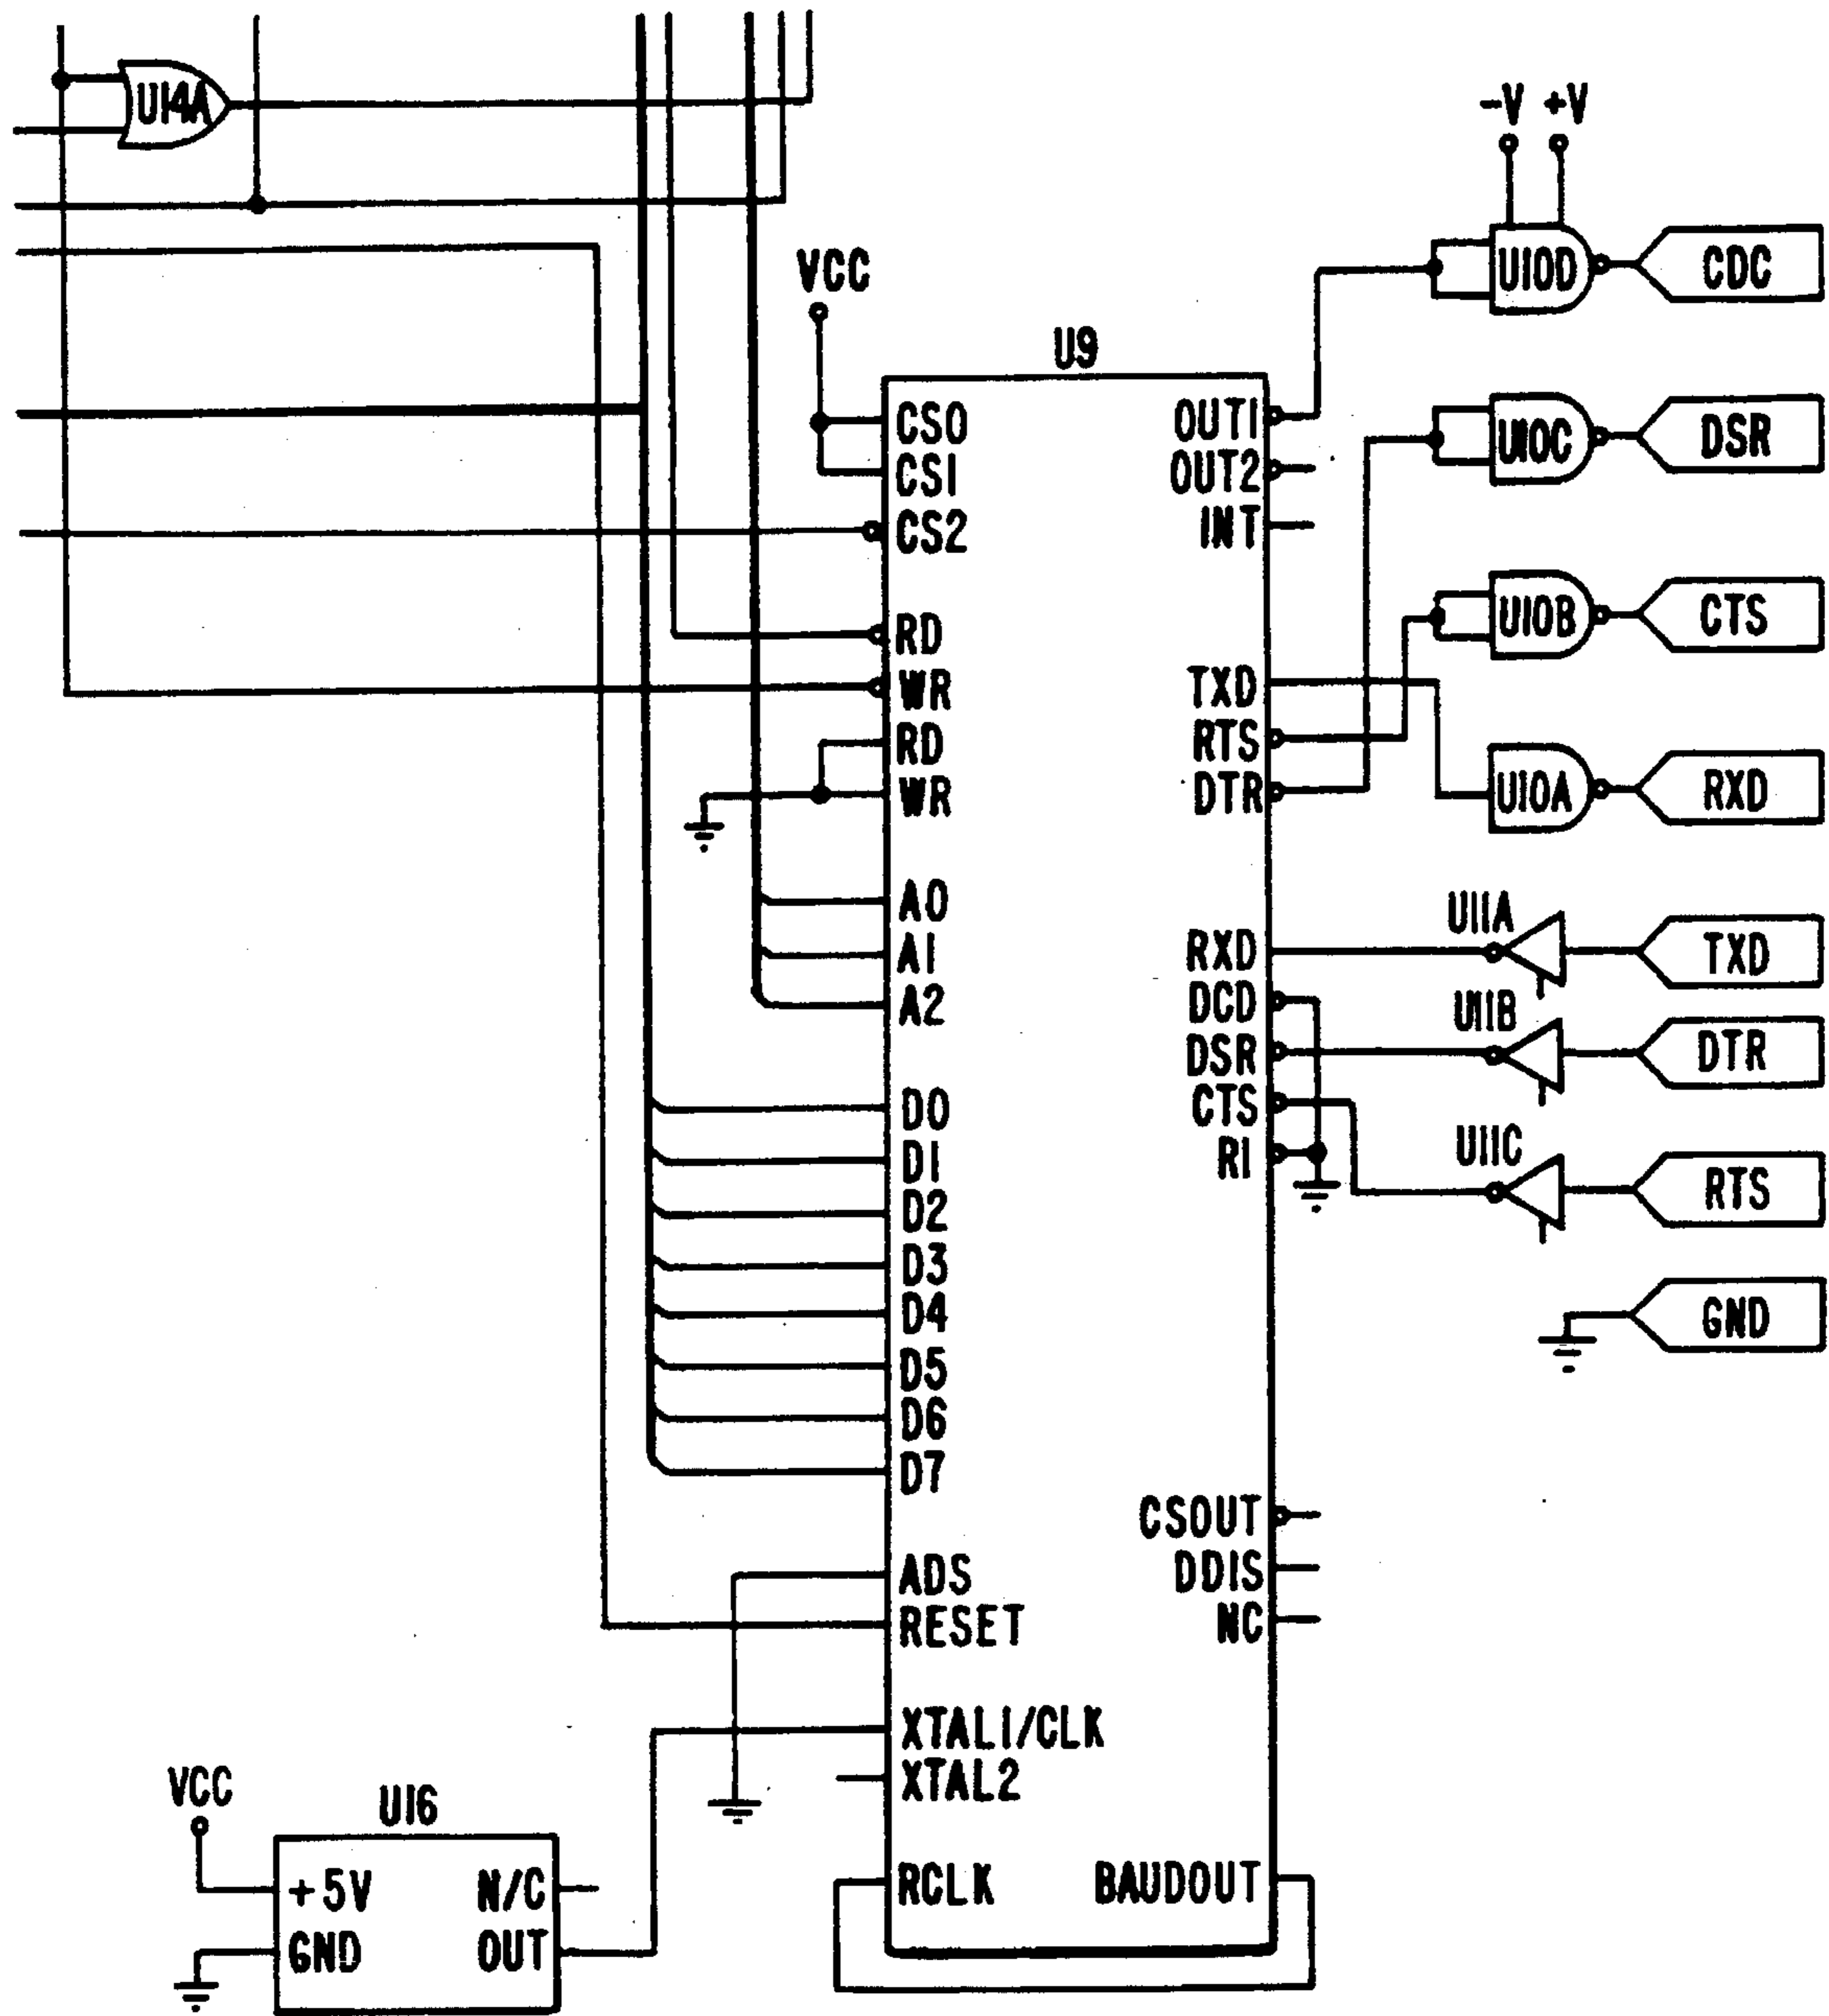 U14A
-V +V
U10D
CDC
VCC
U9
CS0
CS1
CS2
RD
WR
RD
WR
A0
A1
A2
D0
D1
D2
D3
D4
D5
D6
D7
ADS
RESET
XTAL1/CLK
XTAL2
RCLK
OUT1
OUT2
INT
TXD
RTS
DTR
RXD
DCD
DSR
CTS
RI
CSOUT
DDIS
NC
BAUDOUT
U10C
DSR
U10B
CTS
U10A
RXD
U11A
TXD
U11B
DTR
U11C
RTS
GND
VCC
U16
+5V
N/C
GND
OUT